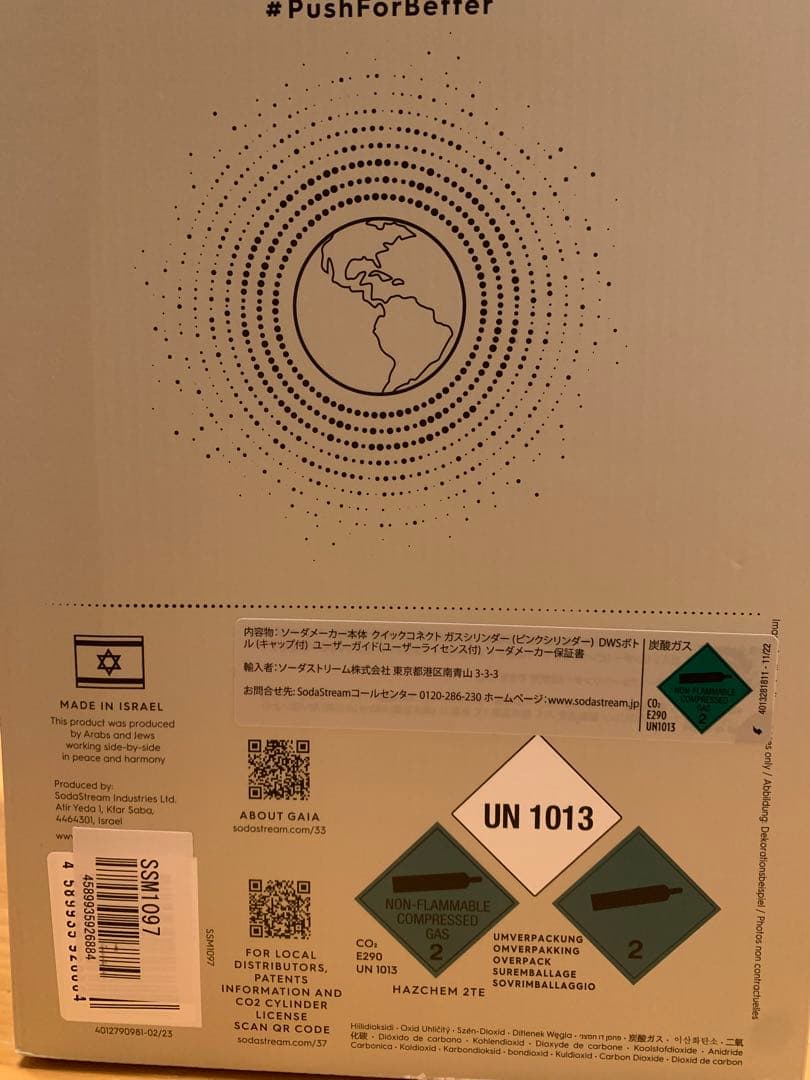 #PushForBetter
MADE IN ISRAEL
This product was produced
by Arabs and Jews
working side-by-side
in peace and harmony
Produced by:
SodaStream Industries Ltd.
Atir Yeda 1, Kfar Saba,
4464301, Israel
www
SSM1097
4589935926884
4012790981-02/23
SSM1097
内容物: ソーダメーカー本体 クイックコネクト ガスシリンダー (ピンクシリンダー) DWSボト
ル (キャップ付) ユーザーガイド(ユーザーライセンス付) ソーダメーカー保証書
輸入者:ソーダストリーム株式会社 東京都港区南青山 3-3-3
お問合せ先: SodaStreamコールセンター 0120-286-230 ホームページ:www.sodastream.jp
炭酸ガス
CO₂
E290
UN1013
NON-FLAMMABLE
COMPRESSED
GAS
2
4013281811 - 11/22
ABOUT GAIA
sodastream.com/33
FOR LOCAL
DISTRIBUTORS,
PATENTS
INFORMATION AND
CO2 CYLINDER
LICENSE
SCAN QR CODE
sodastream.com/37
UN 1013
NON-FLAMMABLE
COMPRESSED
GAS
2
2
CO₂
E290
UN 1013
HAZCHEM 2TE
UMVERPACKUNG
OMVERPAKKING
OVERPACK
SUREMBALLAGE
SOVRIMBALLAGGIO
Hiilidioksidi · Oxid Uhličitý · Szén-Dioxid · Ditlenek Węgla · פחמן דו חמצני · 炭酸ガス · 이산화탄소 · 二氧
化碳 · Dióxido de carbono · Kohlendioxid · Dioxyde de carbone · Koolstofdioxide · Anidride
Carbonica · Koldioxid · Karbondioksid · bondioxid · Kuldioxid · Carbon Dioxide · Dioxid de carbon
only / Abbildung: Dekorationsbeispiel / Photos non contractuelles